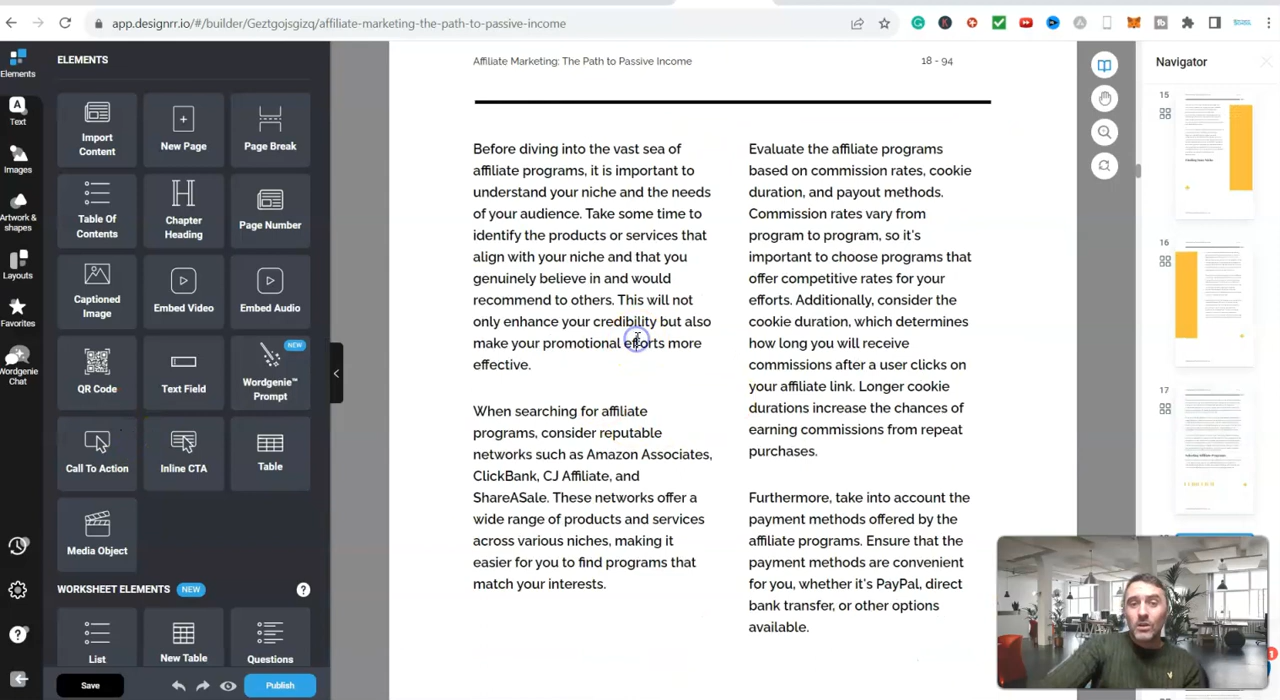 app.designrr.io/#/builder/Geztgojsgizq/affiliate-marketing-the-path-to-passive-income
Elements
Text
Images
Artwork & shapes
Layouts
Favorites
Wordgenie Chat
ELEMENTS
Import Content
New Page
Page Break
Table Of Contents
Chapter Heading
Page Number
Captioned Image
Embed Video
Embed Audio
QR Code
Text Field
NEW
Wordgenie™ Prompt
Call To Action
Inline CTA
Table
Media Object
WORKSHEET ELEMENTS NEW ?
List
New Table
Questions
Save
Publish
Affiliate Marketing: The Path to Passive Income
18 - 94
Before diving into the vast sea of
affiliate programs, it is important to
understand your niche and the needs
of your audience. Take some time to
identify the products or services that
align with your niche and that you
genuinely believe in and would
recommend to others. This will not
only enhance your credibility but also
make your promotional efforts more
effective.
When searching for affiliate
programs, consider reputable
networks such as Amazon Associates,
ClickBank, CJ Affiliate, and
ShareASale. These networks offer a
wide range of products and services
across various niches, making it
easier for you to find programs that
match your interests.
Evaluate the affiliate programs
based on commission rates, cookie
duration, and payout methods.
Commission rates vary from
program to program, so it's
important to choose programs that
offer competitive rates for your
efforts. Additionally, consider the
cookie duration, which determines
how long you will receive
commissions after a user clicks on
your affiliate link. Longer cookie
durations increase the chances of
earning commissions from repeat
purchases.
Furthermore, take into account the
payment methods offered by the
affiliate programs. Ensure that the
payment methods are convenient
for you, whether it's PayPal, direct
bank transfer, or other options
available.
Navigator
15
16
17
1